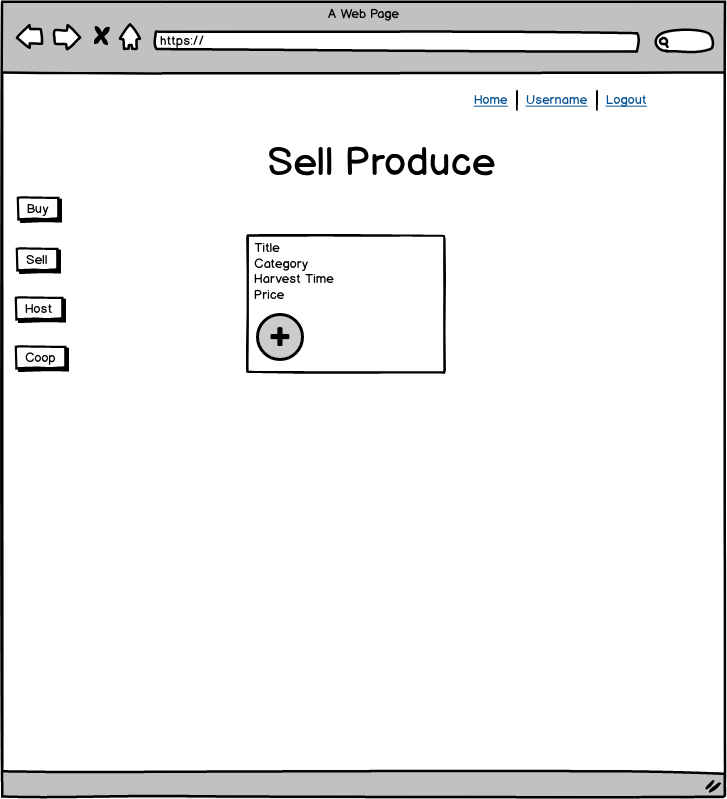 A Web Page
https://
Home Username Logout
Sell Produce
Buy
Sell
Host
Coop
Title
Category
Harvest Time
Price